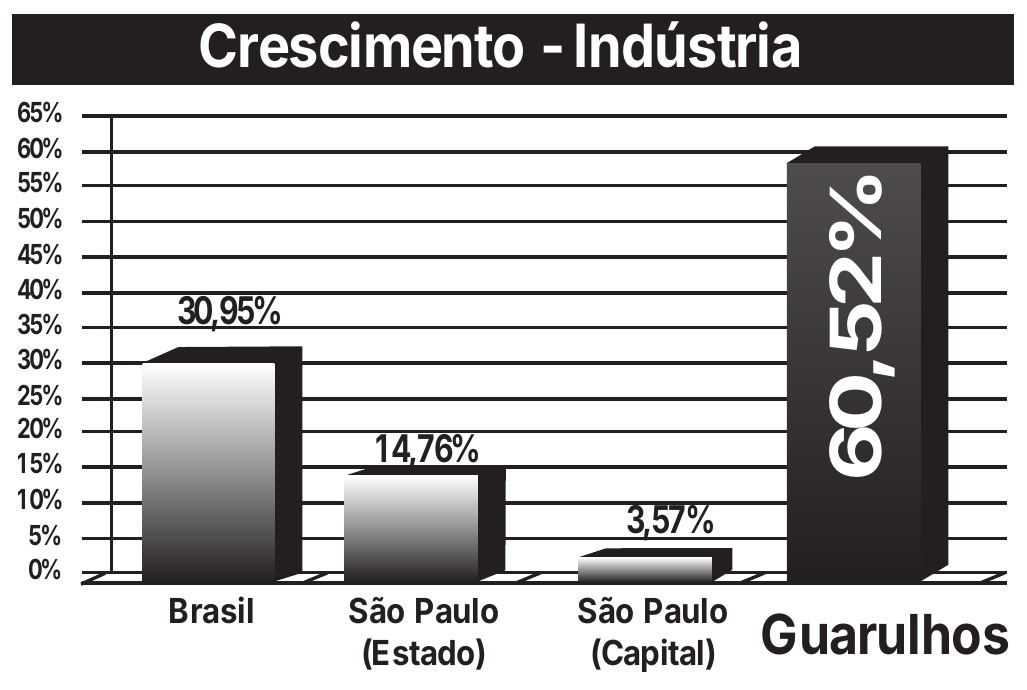 Crescimento - Indústria
65%
60%
55%
50%
45%
40%
35%
30%
25%
20%
15%
10%
5%
0%
30,95%
14,76%
3,57%
60,52%
Brasil
São Paulo
(Estado)
São Paulo
(Capital)
Guarulhos